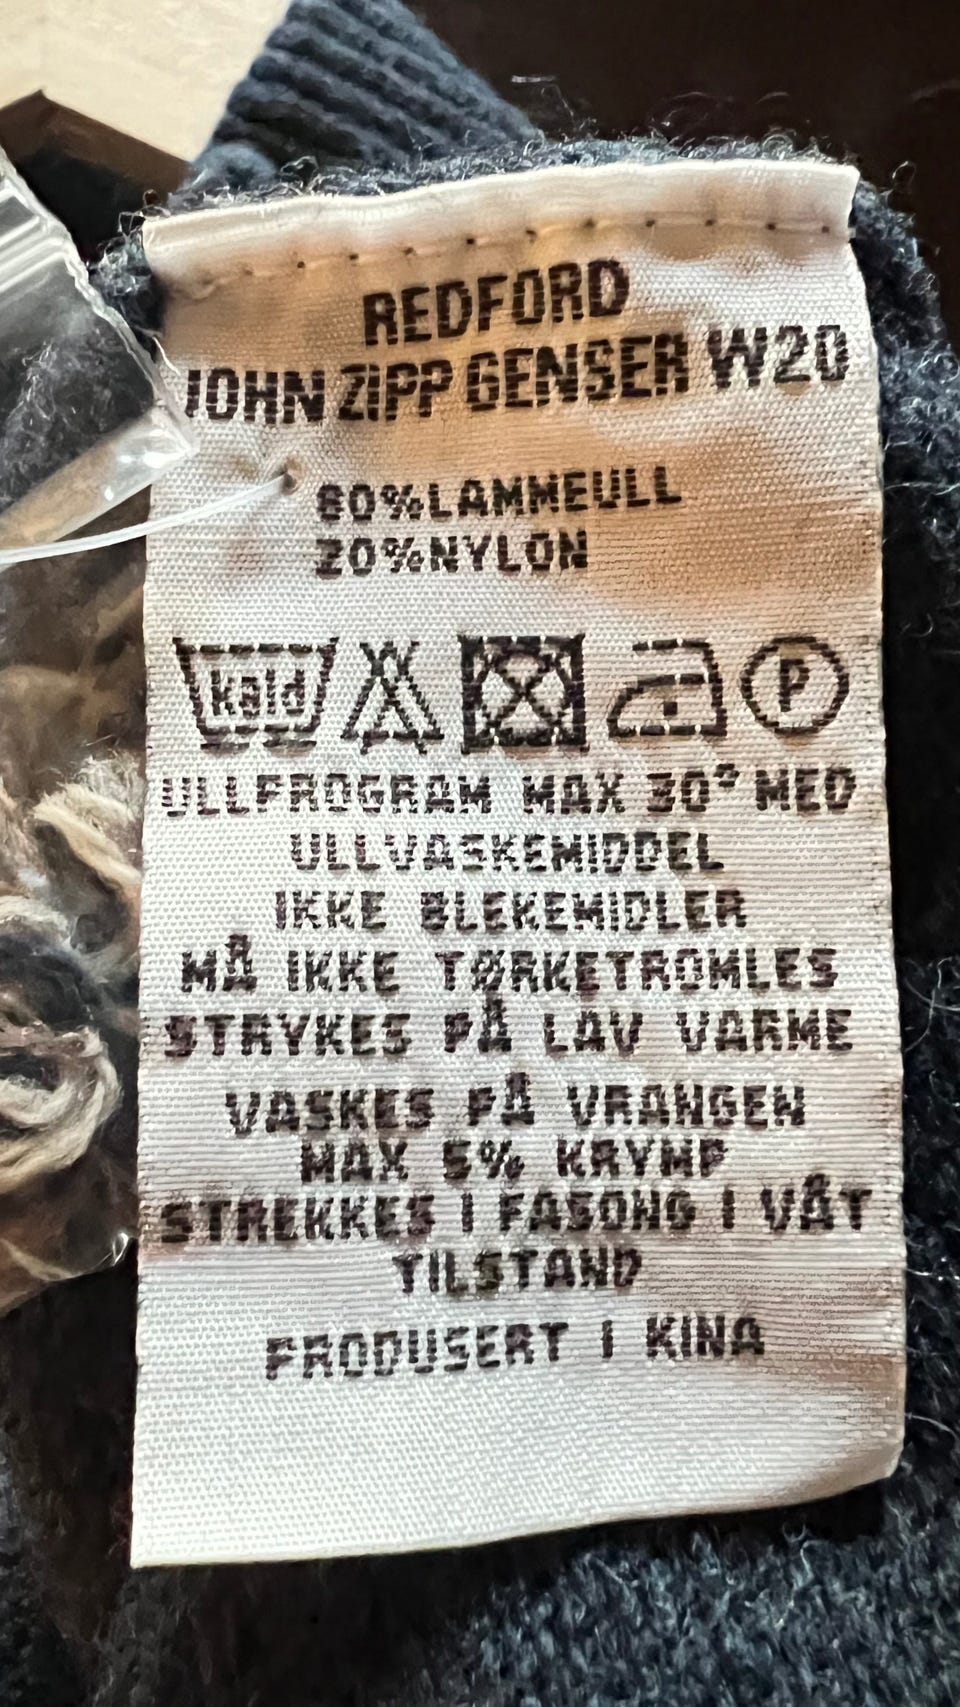 REDFORD
JOHN ZIPP GENSER W20
80%LAMMEULL
20%NYLON
kald P
ULLPROGRAM MAX 30° MED
ULLVASKEMIDDEL
IKKE BLEKEMIDLER
MÅ IKKE TØRKETROMLES
STRYKES PÅ LAV VARME
VASKES PÅ VRANGEN
MAX 5% KRYMP
STREKKES I FASONG I VÅT
TILSTAND
PRODUSERT I KINA